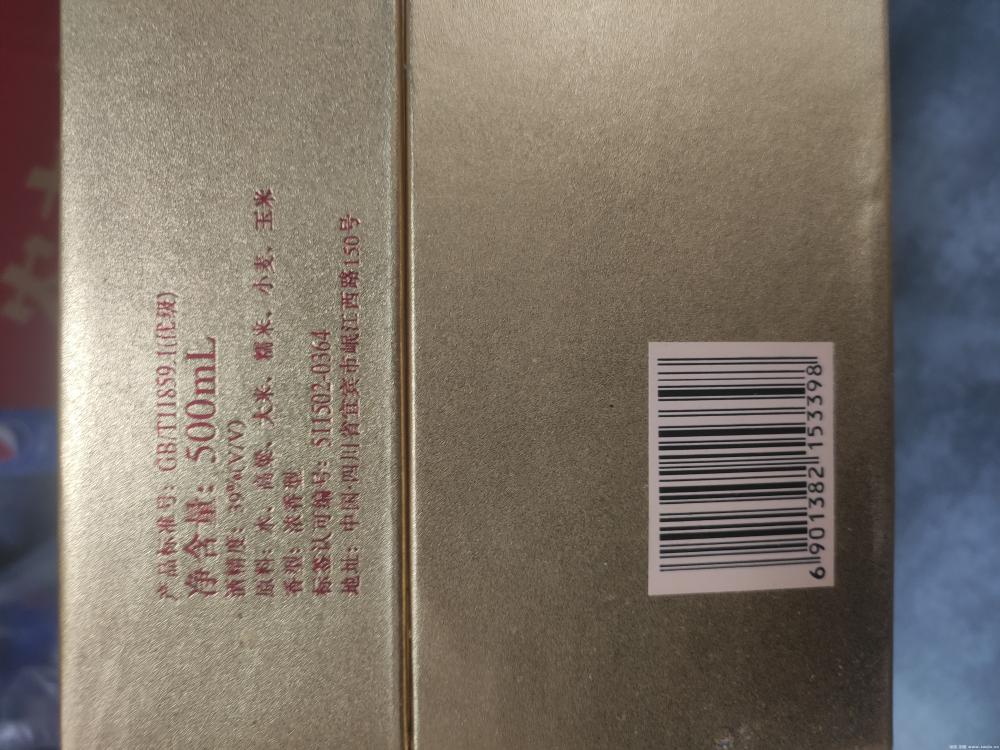 产品标准号：GB/T11859.1(优级)
净含量：500mL
酒精度：39%(V/V)
原料：水、高粱、大米、糯米、小麦、玉米
香型：浓香型
标签认可编号：511502-0364
地址：中国·四川省宜宾市岷江西路150号
6 901382 153398